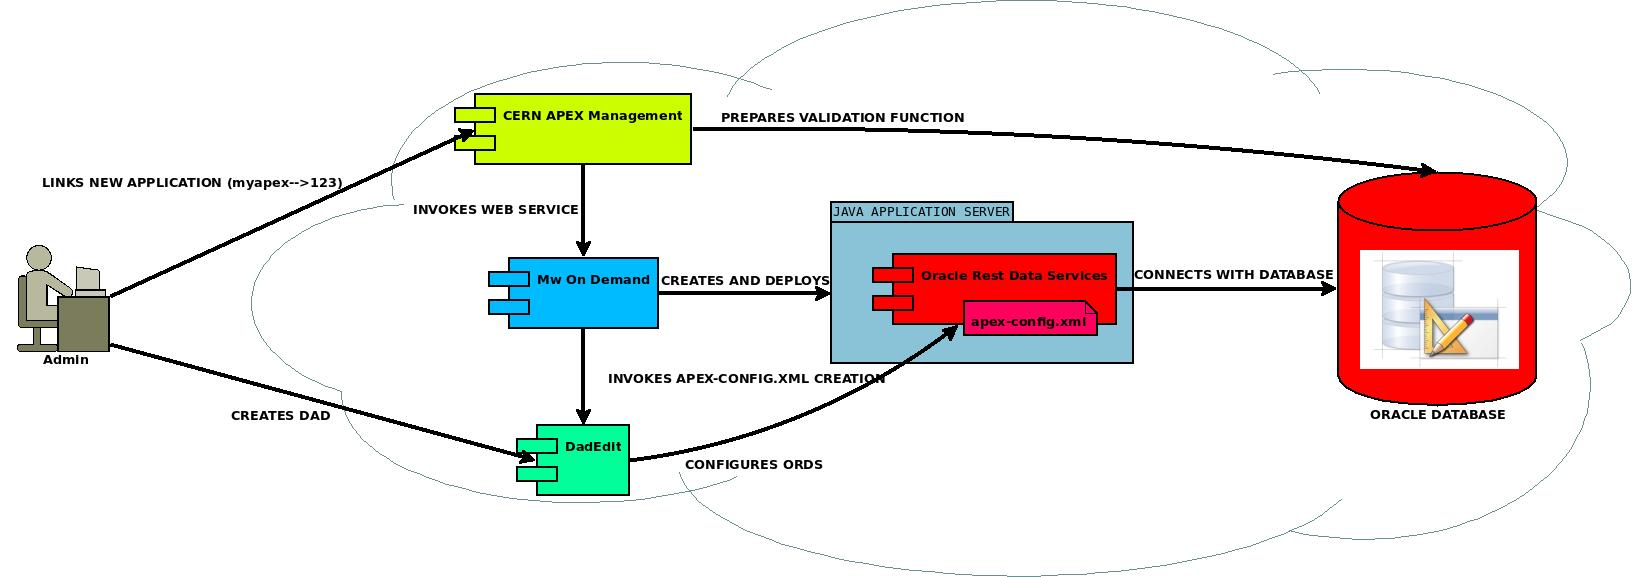 CERN APEX Management
PREPARES VALIDATION FUNCTION
LINKS NEW APPLICATION (myapex-->123)
INVOKES WEB SERVICE
JAVA APPLICATION SERVER
Mw On Demand
CREATES AND DEPLOYS
Oracle Rest Data Services
CONNECTS WITH DATABASE
apex-config.xml
Admin
INVOKES APEX-CONFIG.XML CREATION
CREATES DAD
ORACLE DATABASE
DadEdit
CONFIGURES ORDS